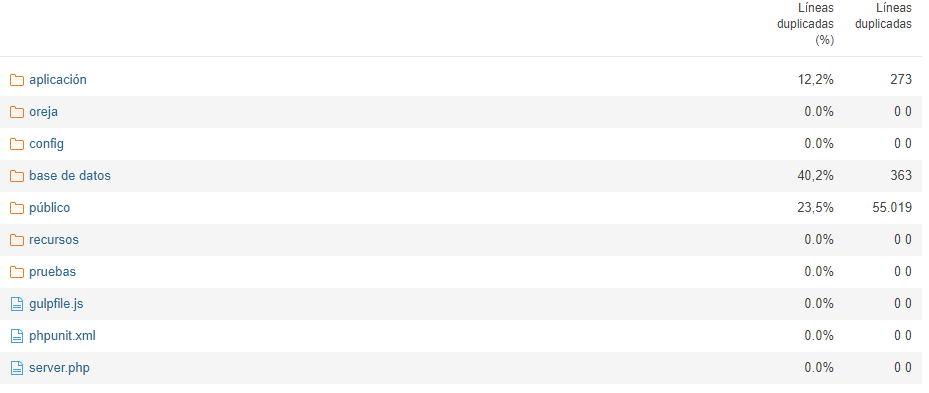 Líneas duplicadas (%) Líneas duplicadas
aplicación 12,2% 273
oreja 0.0% 0 0
config 0.0% 0 0
base de datos 40,2% 363
público 23,5% 55.019
recursos 0.0% 0 0
pruebas 0.0% 0 0
gulpfile.js 0.0% 0 0
phpunit.xml 0.0% 0 0
server.php 0.0% 0 0